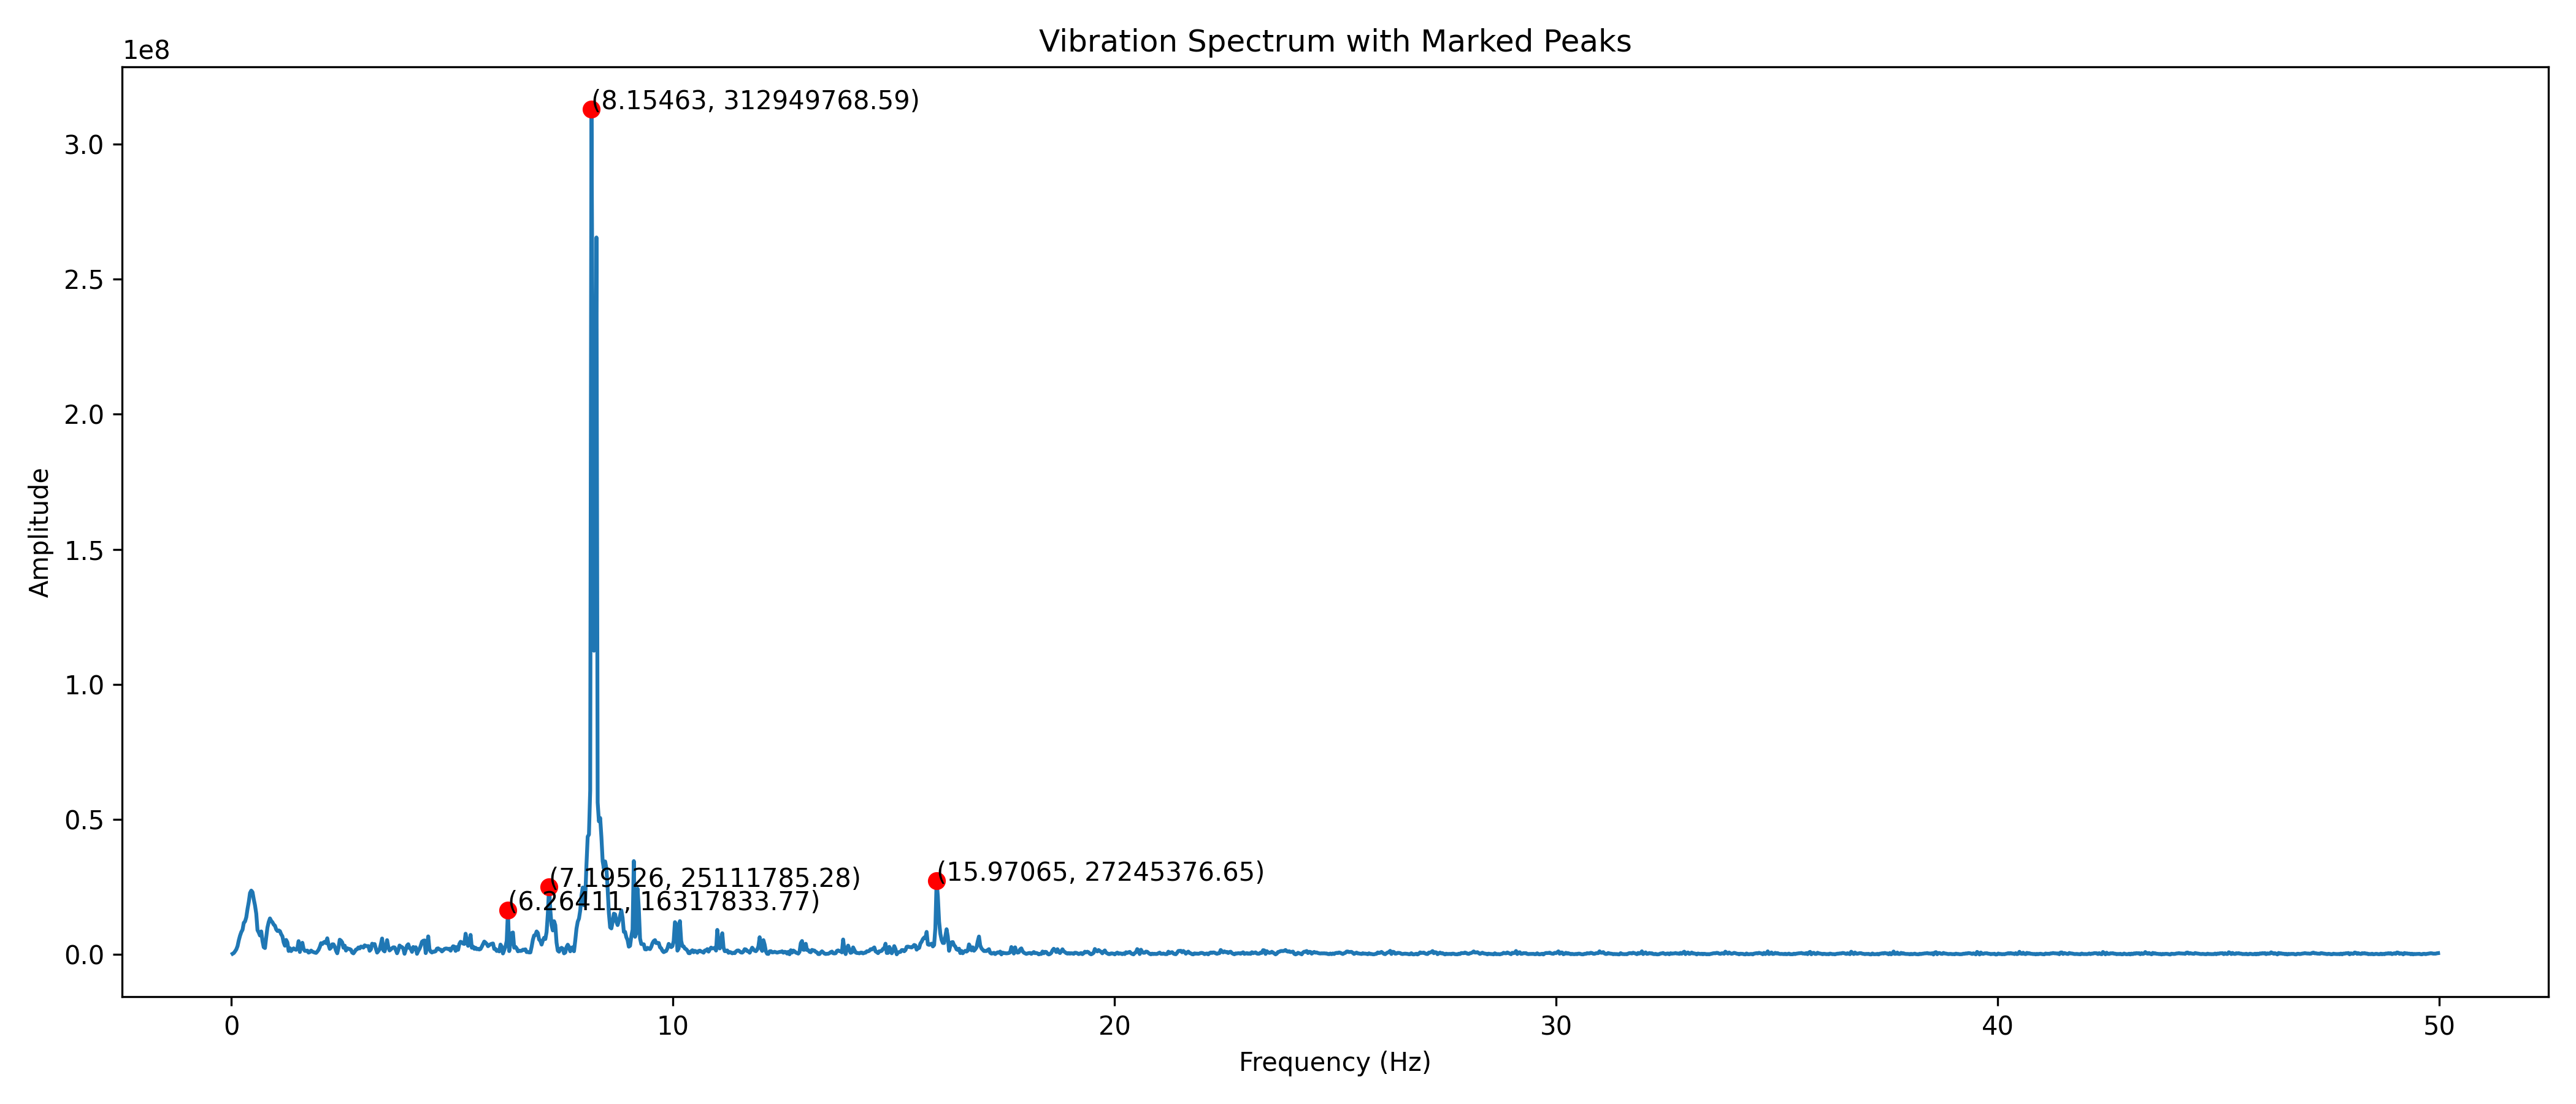 Vibration Spectrum with Marked Peaks
1e8
(8.15463, 312949768.59)
3.0
2.5
2.0
1.5
1.0
0.5
0.0
Amplitude
(7.19526, 25111785.28)
(6.26411, 16317833.77)
(15.97065, 27245376.65)
0 10 20 30 40 50
Frequency (Hz)